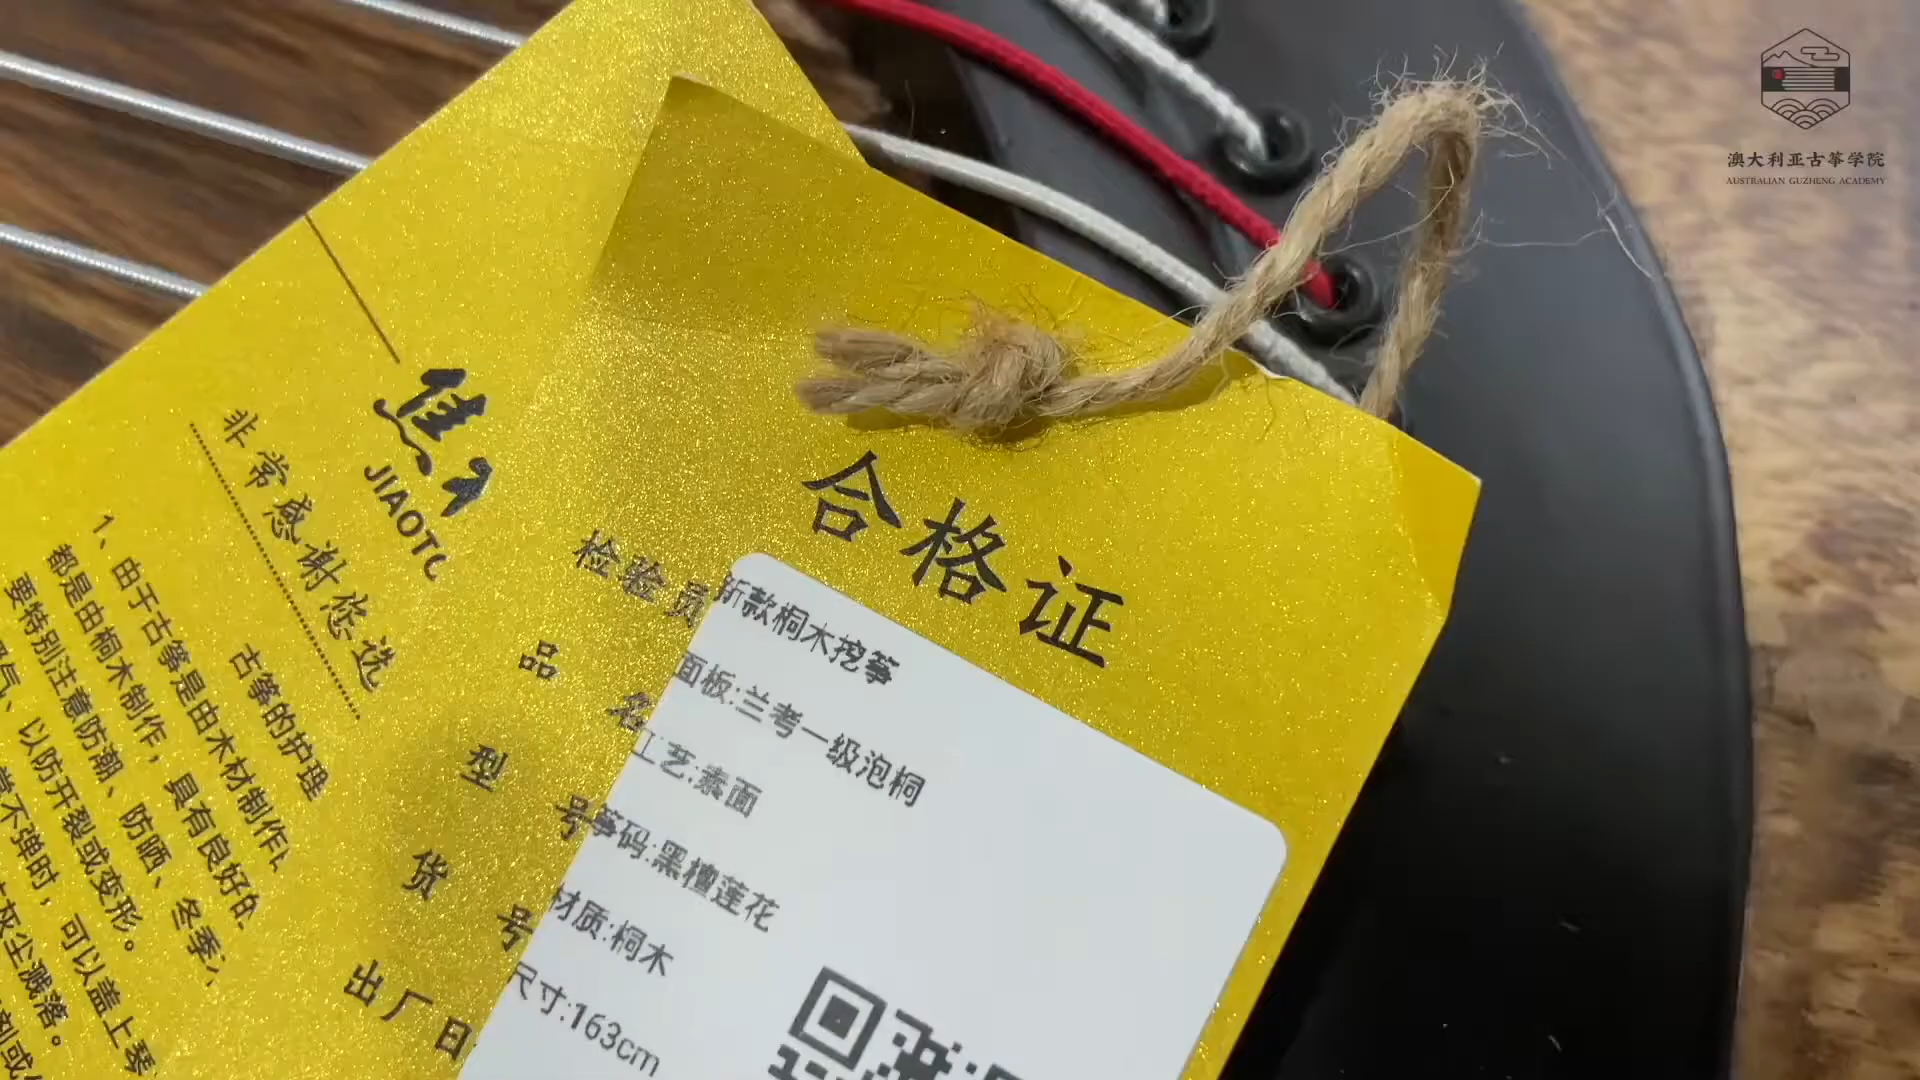 澳大利亚古筝学院
AUSTRALIAN GUZHENG ACADEMY
焦
JIAOTO
非常感谢您选
古筝的护理
1、由于古筝是由木材制作
都是由桐木制作，具有良好的
要特别注意防潮、防晒、冬季
以防开裂或变形。
常不弹时，可以盖上琴
灰尘溅落。
剂或
合格证
检验员
品名
型号
货号
出厂日
新款桐木挖筝
面板:兰考一级泡桐
工艺:素面
筝码:黑檀莲花
材质:桐木
尺寸:163cm